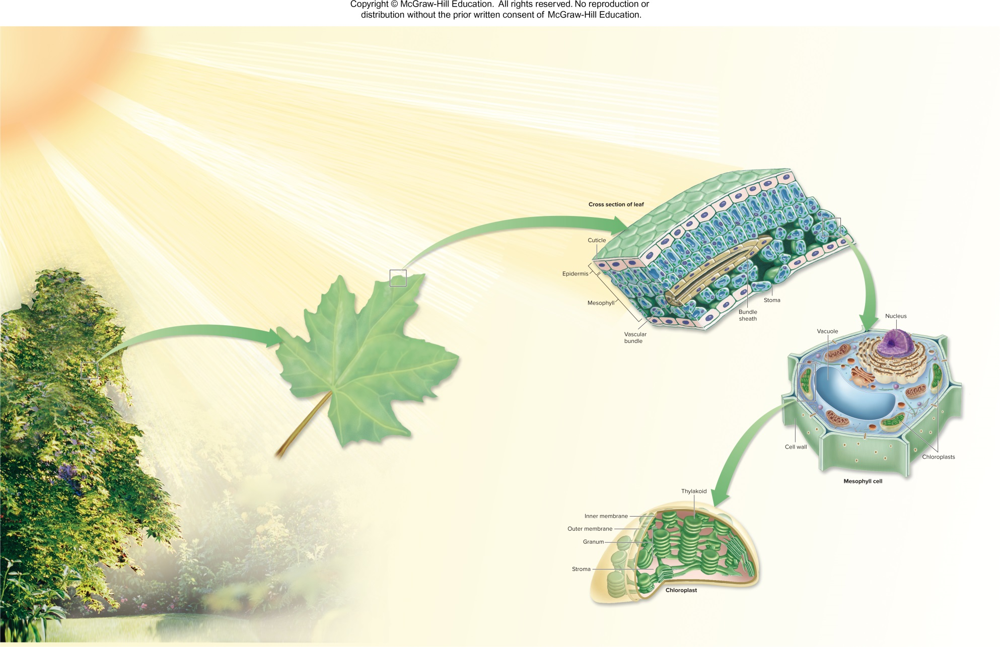 Copyright © McGraw-Hill Education. All rights reserved. No reproduction or
distribution without the prior written consent of McGraw-Hill Education.
Cross section of leaf
Cuticle
Epidermis
Mesophyll
Stoma
Bundle
sheath
Vascular
bundle
Nucleus
Vacuole
Cell wall
Chloroplasts
Mesophyll cell
Thylakoid
Inner membrane
Outer membrane
Granum
Stroma
Chloroplast